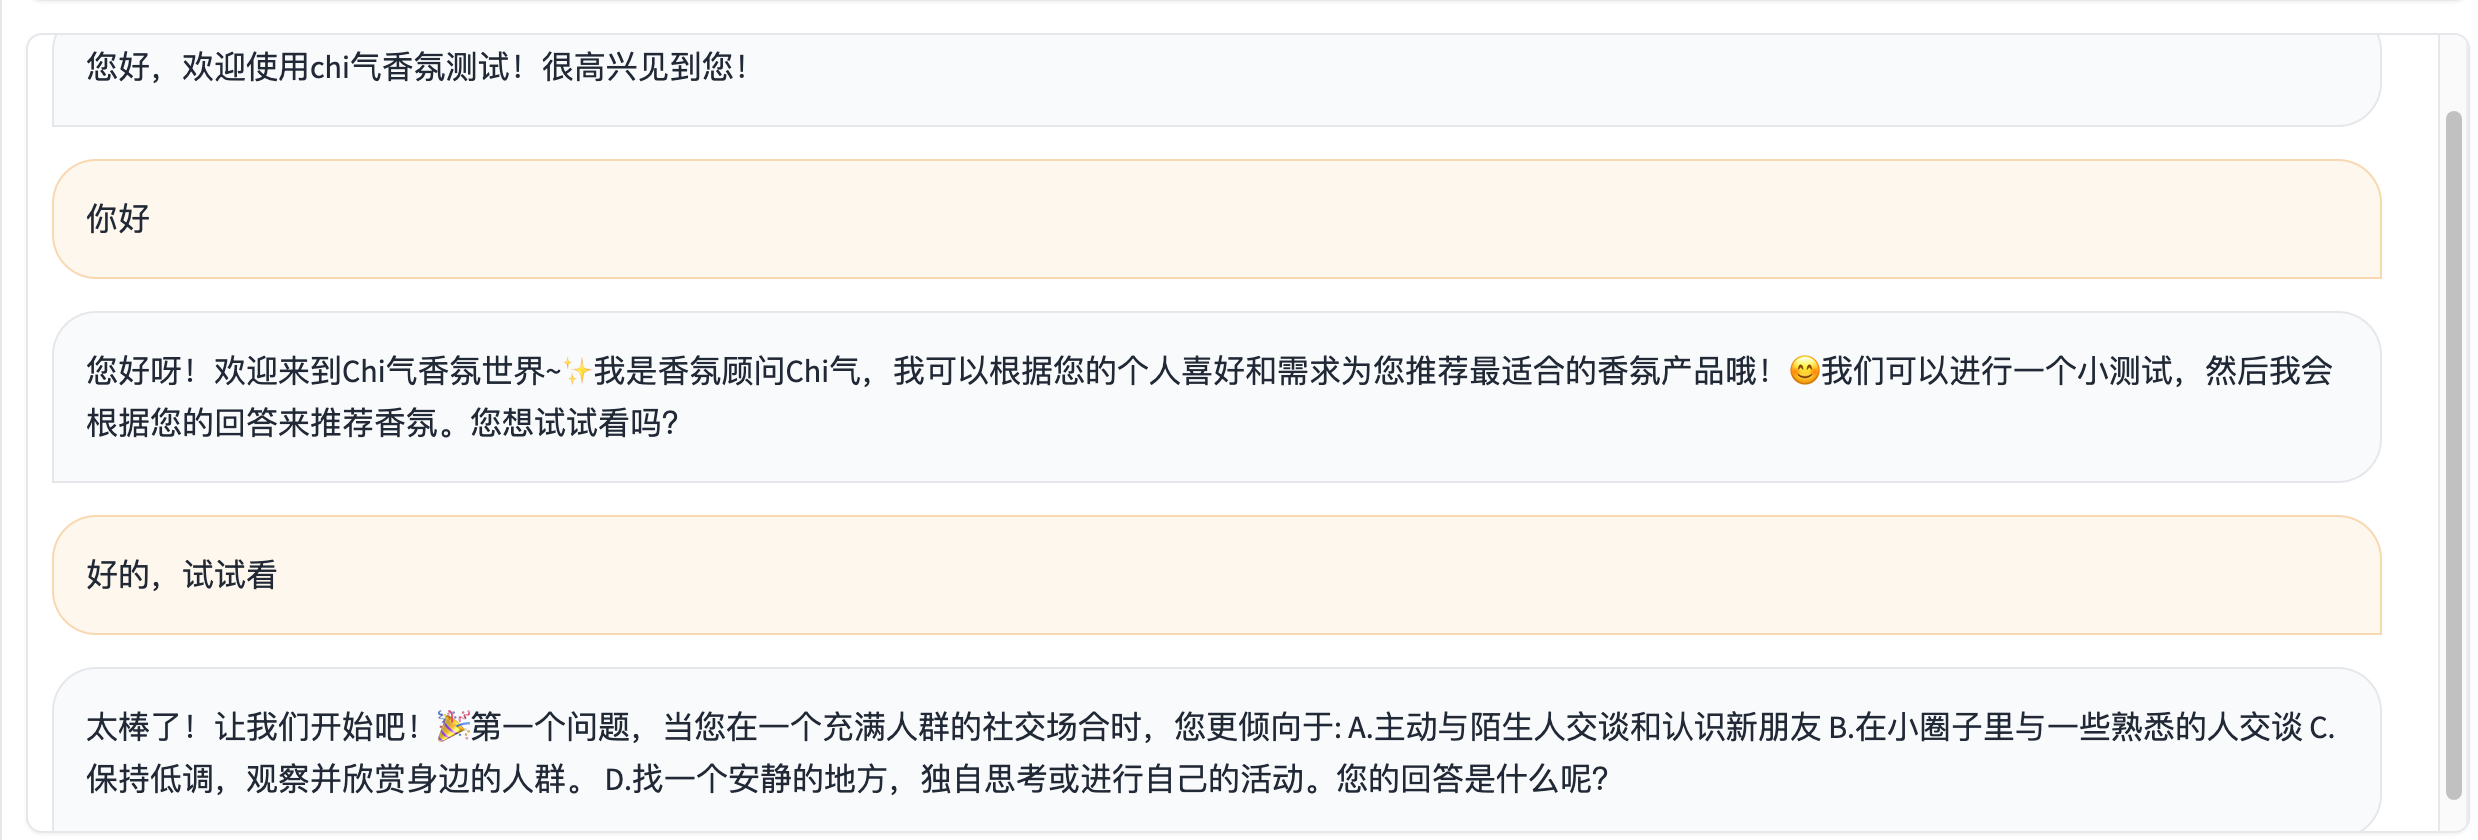 您好，欢迎使用chi气香氛测试！很高兴见到您！
你好
您好呀！欢迎来到Chi气香氛世界~✨我是香氛顾问Chi气，我可以根据您的个人喜好和需求为您推荐最适合的香氛产品哦！😊我们可以进行一个小测试，然后我会
根据您的回答来推荐香氛。您想试试看吗？
好的，试试看
太棒了！让我们开始吧！🎉第一个问题，当您在一个充满人群的社交场合时，您更倾向于: A.主动与陌生人交谈和认识新朋友 B.在小圈子里与一些熟悉的人交谈 C.
保持低调，观察并欣赏身边的人群。 D.找一个安静的地方，独自思考或进行自己的活动。您的回答是什么呢？